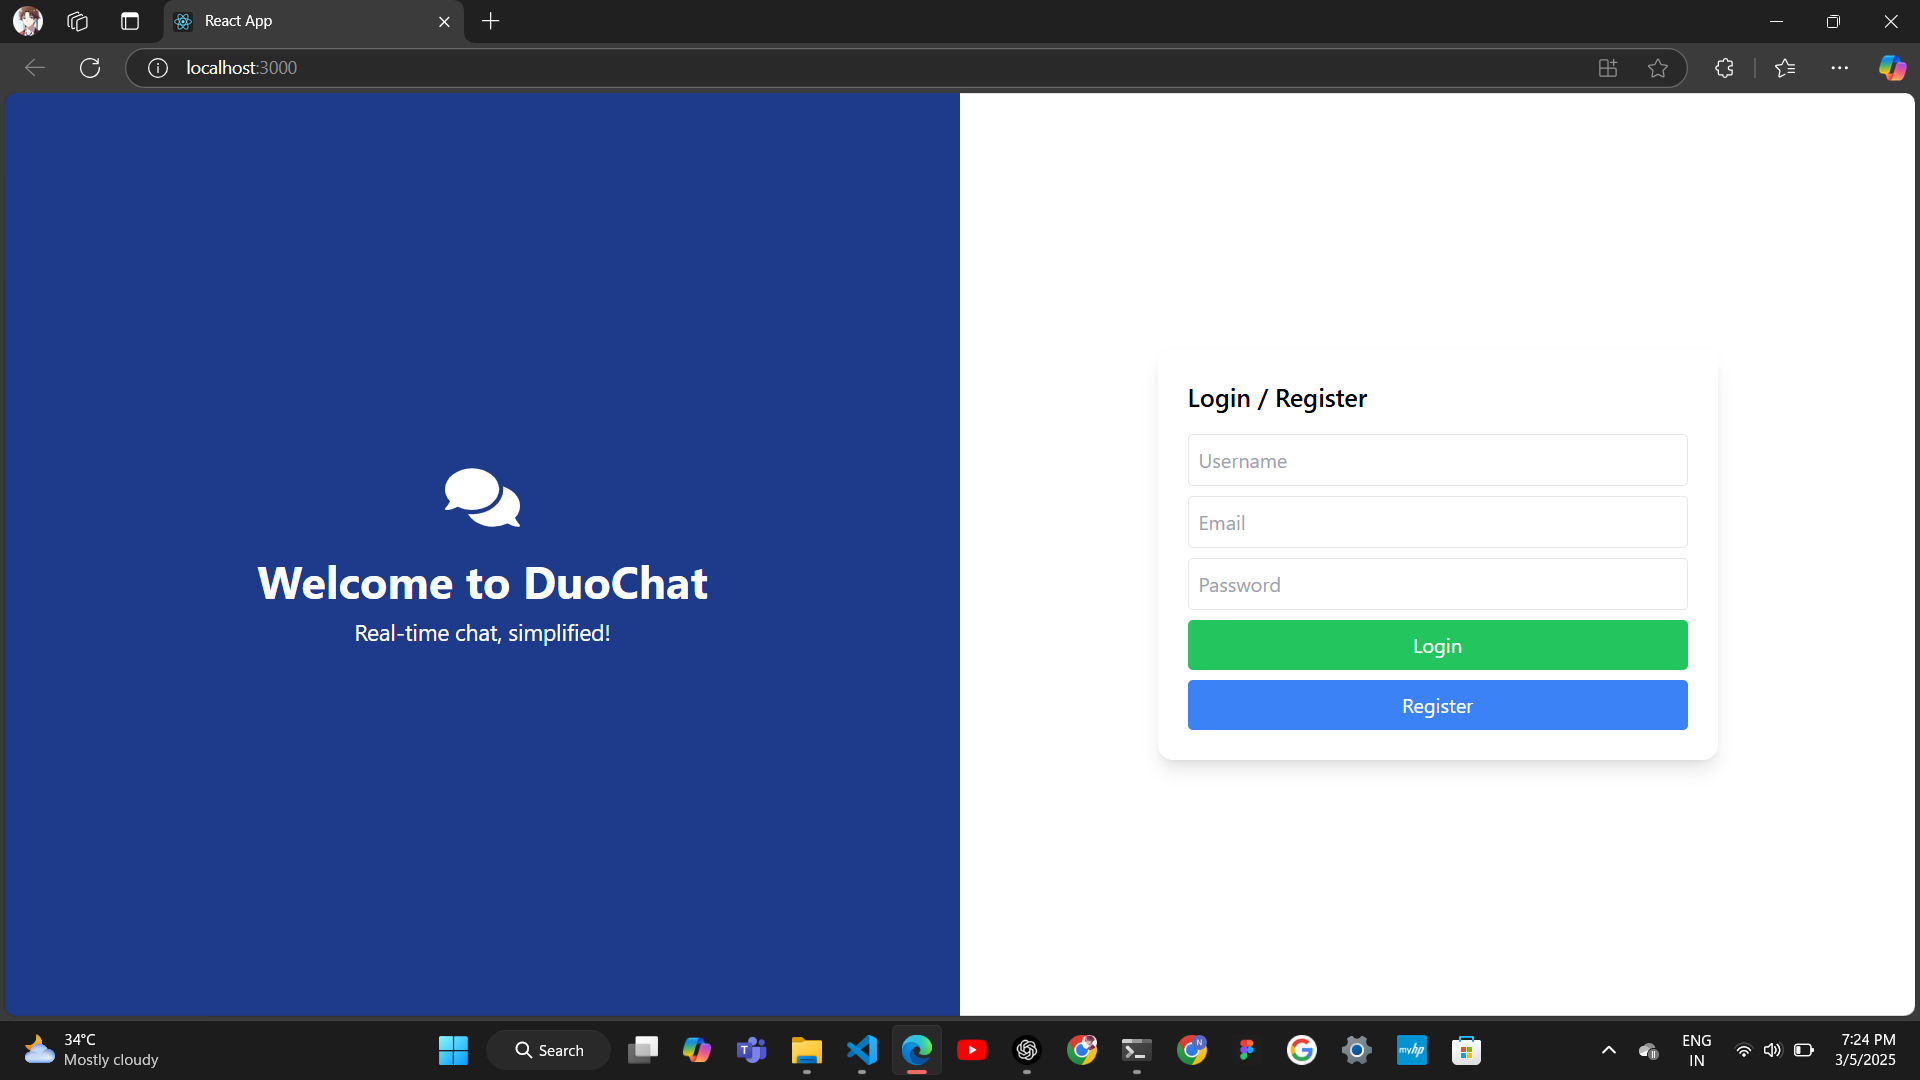 React App
localhost:3000
Welcome to DuoChat
Real-time chat, simplified!
Login / Register
Username
Email
Password
Login
Register
34°C
Mostly cloudy
Search
T
N
myhp
ENG
IN
7:24 PM
3/5/2025